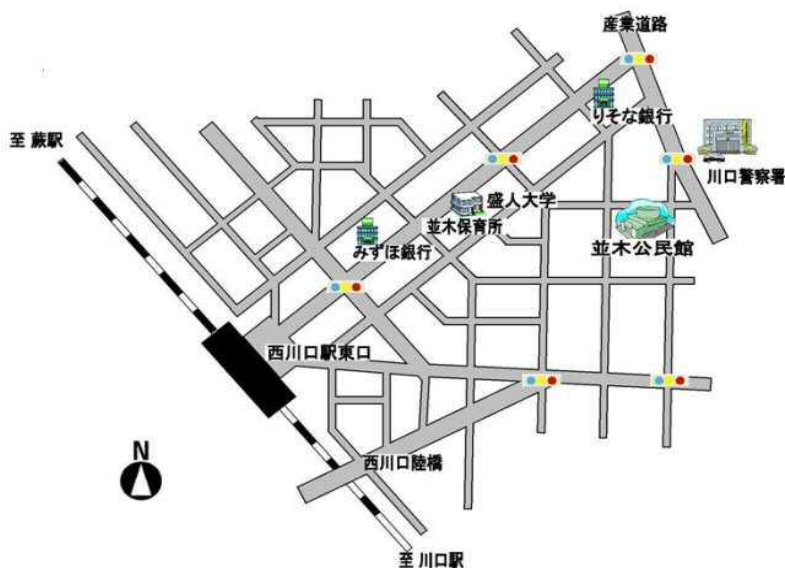 産業道路
りそな銀行
至 蕨駅
川口警察署
盛人大学
並木保育所
みずほ銀行
並木公民館
西川口駅東口
N
西川口陸橋
至 川口駅